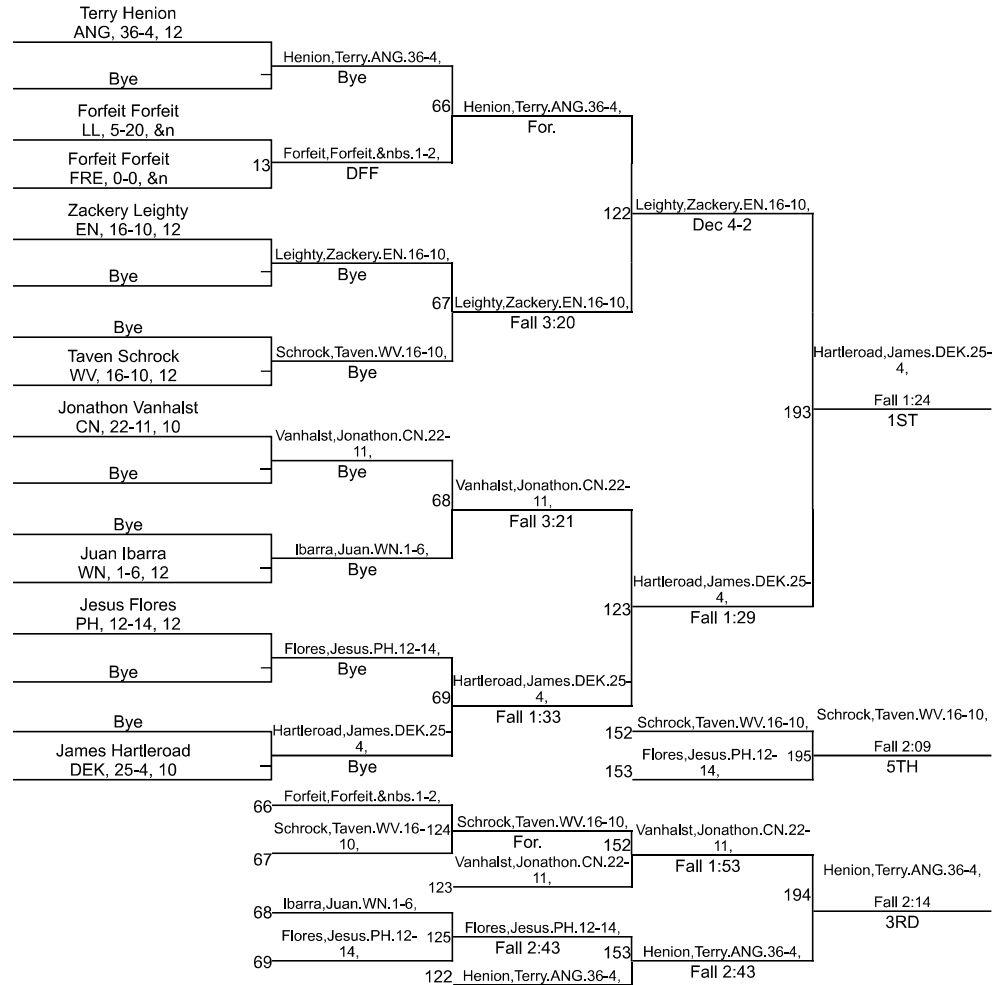 Terry Henion
ANG, 36-4, 12
Bye
Forfeit Forfeit
LL, 5-20, &n
Forfeit Forfeit
FRE, 0-0, &n
Zackery Leighty
EN, 16-10, 12
Bye
Bye
Taven Schrock
WV, 16-10, 12
Jonathon Vanhalst
CN, 22-11, 10
Bye
Bye
Juan Ibarra
WN, 1-6, 12
Jesus Flores
PH, 12-14, 12
Bye
Bye
James Hartleroad
DEK, 25-4, 10
Henion,Terry.ANG.36-4,
Bye
13
Forfeit,Forfeit.&nbs.1-2,
DFF
Leighty,Zackery.EN.16-10,
Bye
Schrock,Taven.WV.16-10,
Bye
Vanhalst,Jonathon.CN.22-
11,
Bye
Ibarra,Juan.WN.1-6,
Bye
Flores,Jesus.PH.12-14,
Bye
Hartleroad,James.DEK.25-
4,
Bye
66
Henion,Terry.ANG.36-4,
For.
67
Leighty,Zackery.EN.16-10,
Fall 3:20
68
Vanhalst,Jonathon.CN.22-
11,
Fall 3:21
69
Hartleroad,James.DEK.25-
4,
Fall 1:33
122
Leighty,Zackery.EN.16-10,
Dec 4-2
123
Hartleroad,James.DEK.25-
4,
Fall 1:29
193
Hartleroad,James.DEK.25-
4,
Fall 1:24
1ST
152
Schrock,Taven.WV.16-10,
153
Flores,Jesus.PH.12-
14,
195
Schrock,Taven.WV.16-10,
Fall 2:09
5TH
66
Forfeit,Forfeit.&nbs.1-2,
67
Schrock,Taven.WV.16-
10,
124
Schrock,Taven.WV.16-10,
For.
123
Vanhalst,Jonathon.CN.22-
11,
152
Vanhalst,Jonathon.CN.22-
11,
Fall 1:53
68
Ibarra,Juan.WN.1-6,
69
Flores,Jesus.PH.12-
14,
125
Flores,Jesus.PH.12-14,
Fall 2:43
122
Henion,Terry.ANG.36-4,
153
Henion,Terry.ANG.36-4,
Fall 2:43
194
Henion,Terry.ANG.36-4,
Fall 2:14
3RD